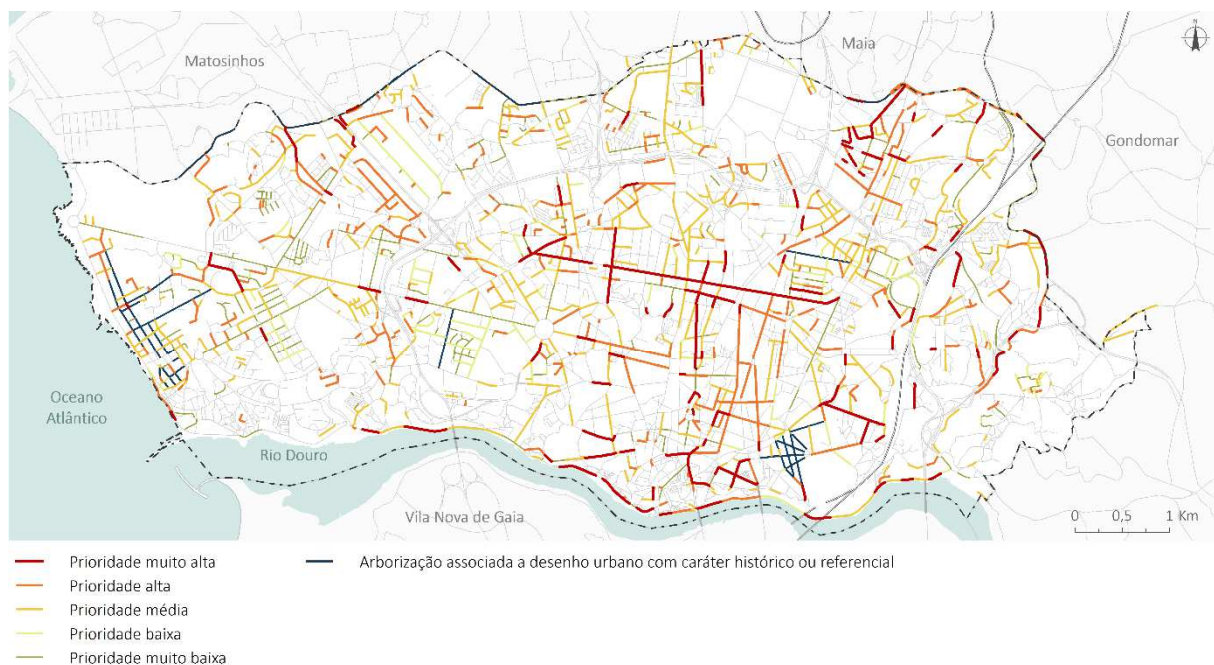 Matosinhos
Maia
N
Gondomar
Oceano
Atlântico
Rio Douro
Vila Nova de Gaia
0 0,5 1 Km
Prioridade muito alta
Arborização associada a desenho urbano com caráter histórico ou referencial
Prioridade alta
Prioridade média
Prioridade baixa
Prioridade muito baixa